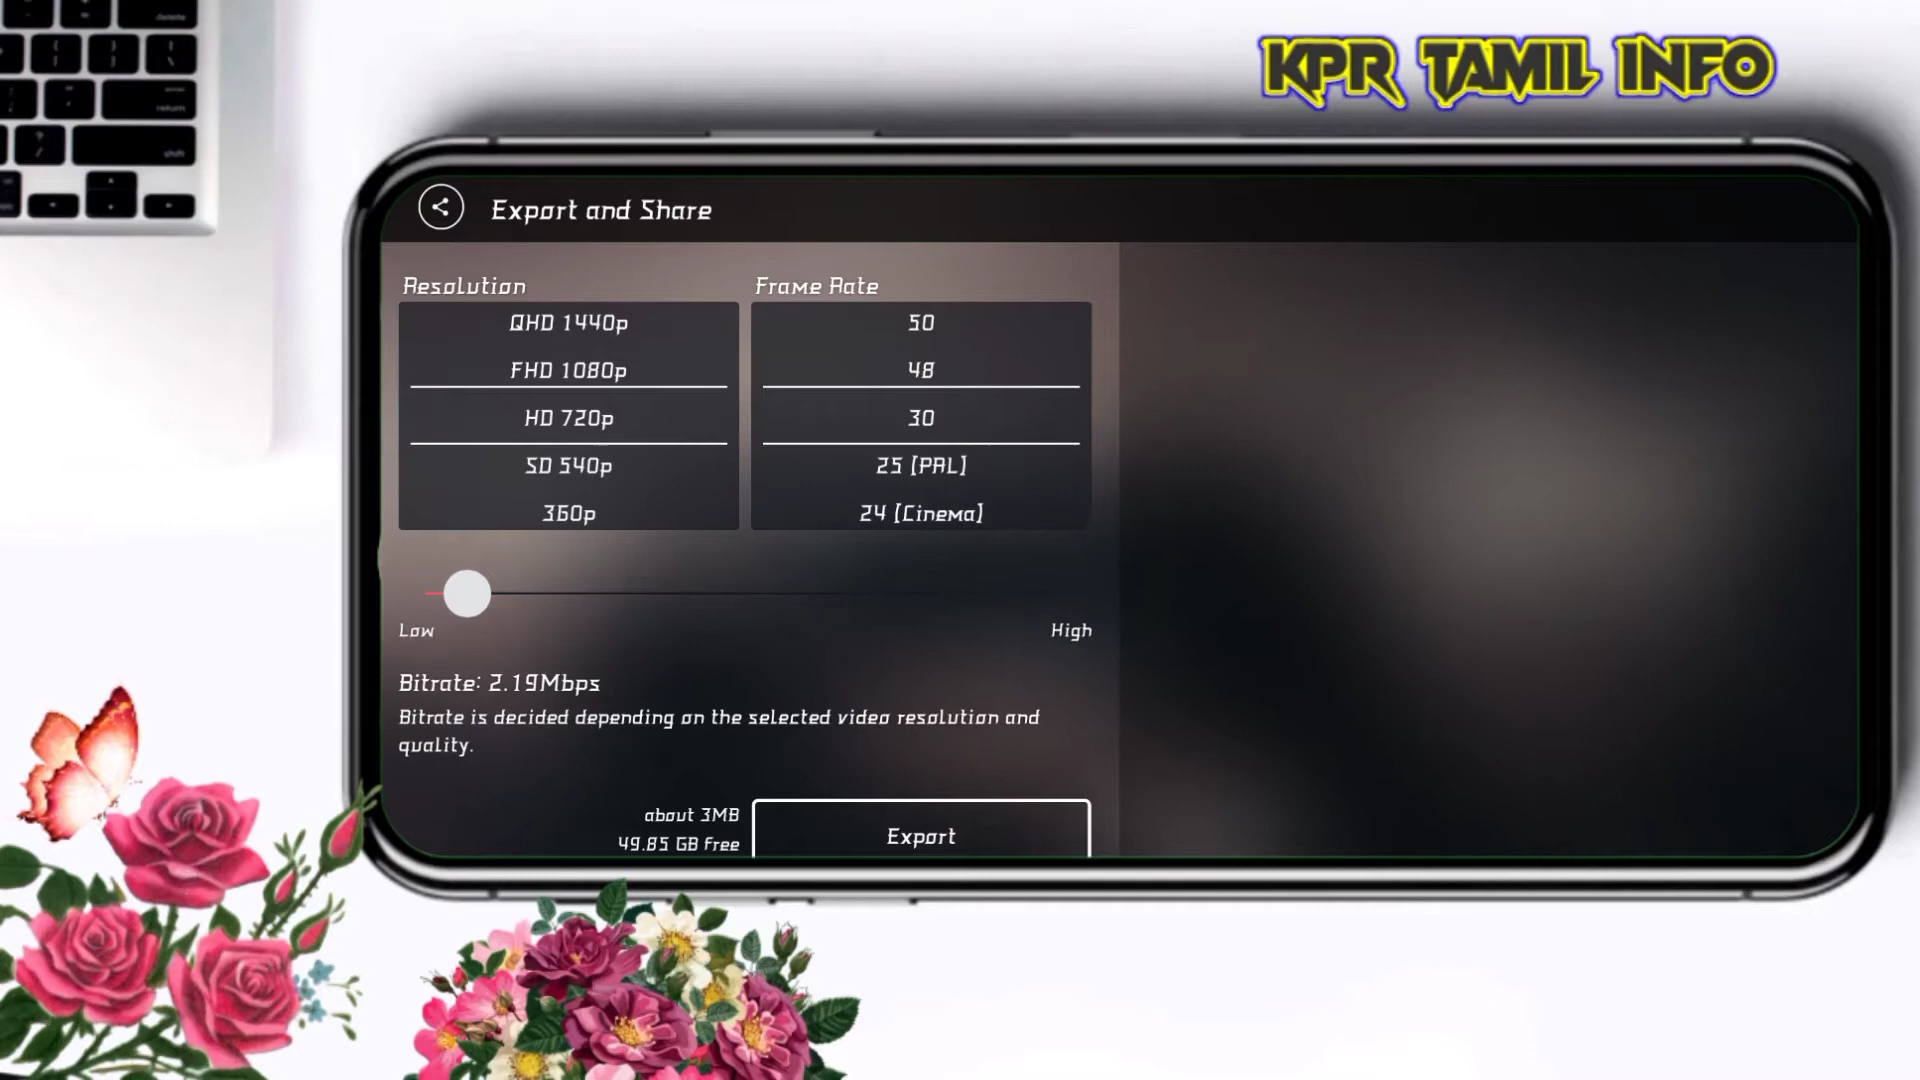 KPR TAMIL INFO
Export and Share
Resolution
Frame Rate
QHD 1440p
50
FHD 1080p
48
HD 720p
30
SD 540p
25 [PAL]
360p
24 [Cinema]
Low
High
Bitrate: 2.19Mbps
Bitrate is decided depending on the selected video resolution and
quality.
about 3MB
49.85 GB free
Export
return
shift